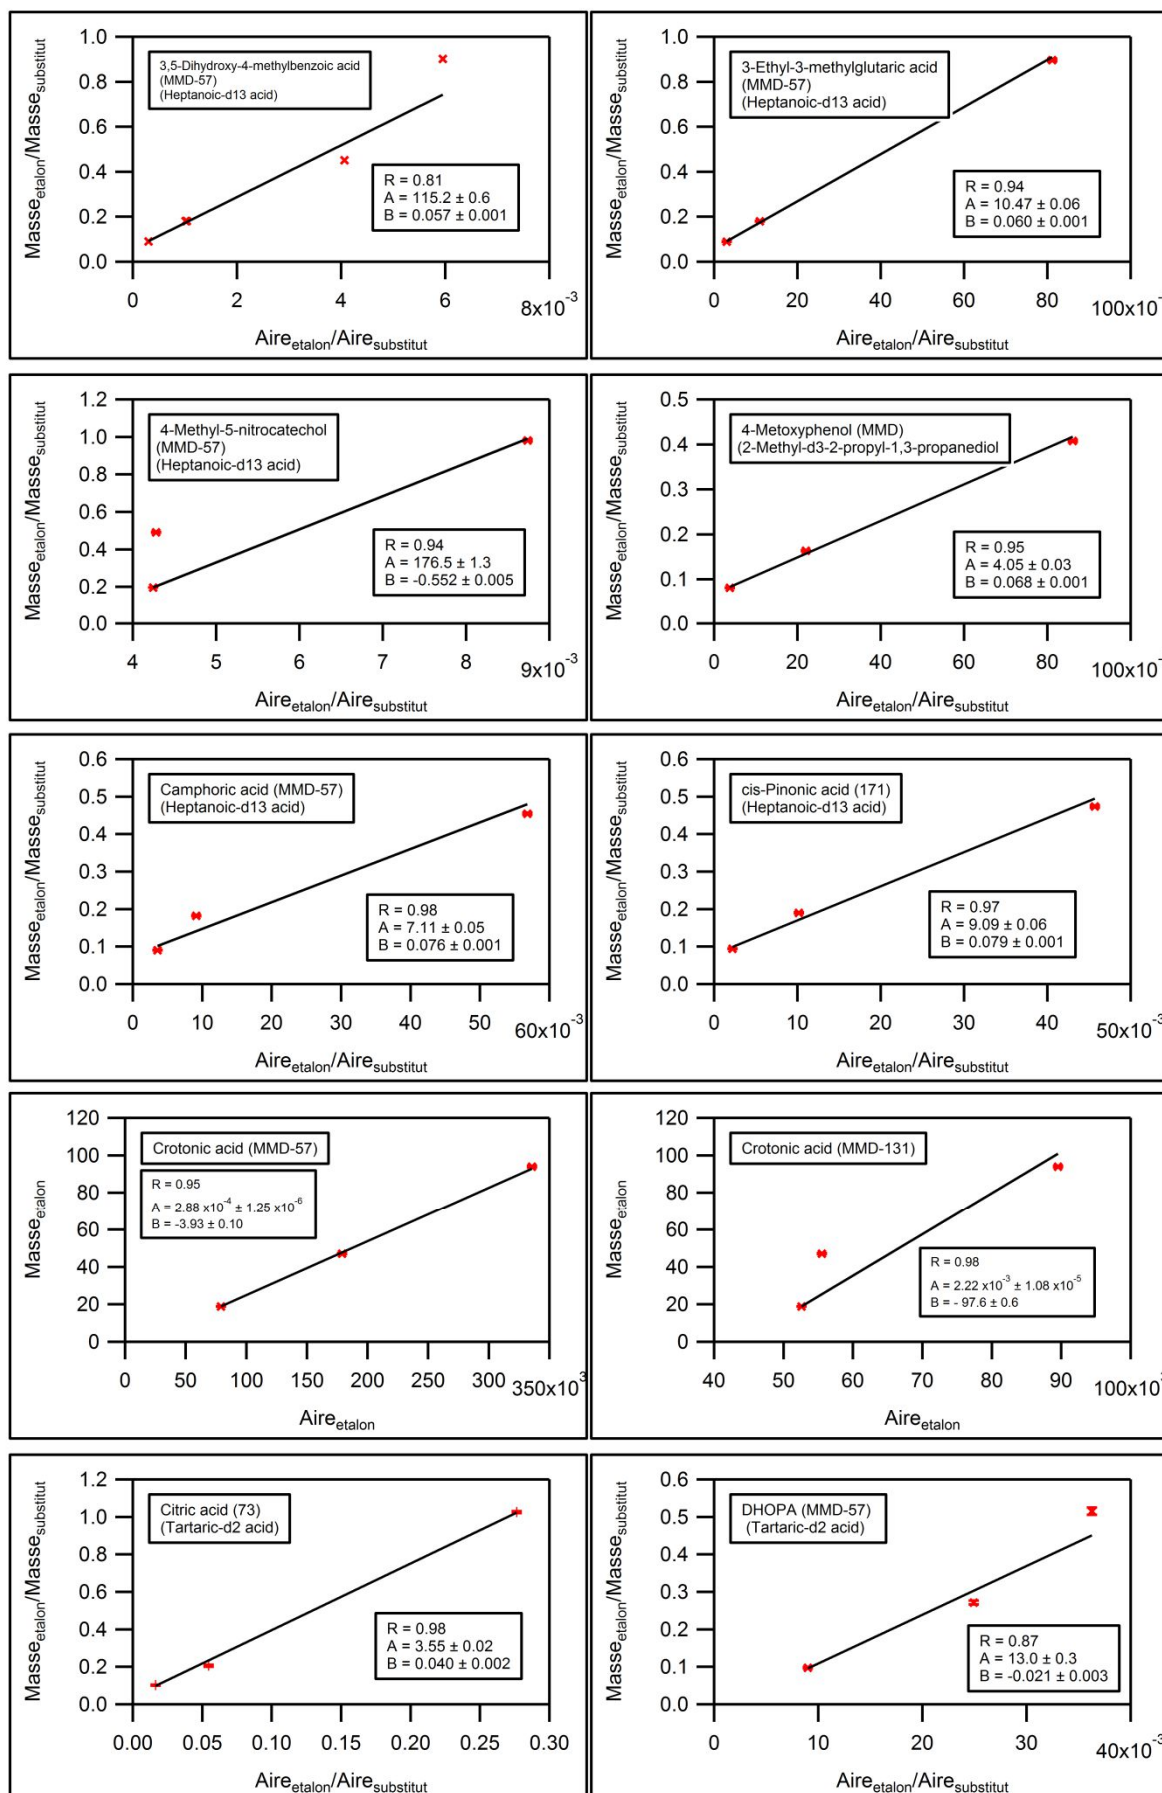 1.0
0.8
0.6
0.4
0.2
0.0
Masse_etalon/Masse_substitut
3,5-Dihydroxy-4-methylbenzoic acid
(MMD-57)
(Heptanoic-d13 acid)
R = 0.81
A = 115.2 ± 0.6
B = 0.057 ± 0.001
0 2 4 6 8x10^-3
Aire_etalon/Aire_substitut
1.0
0.8
0.6
0.4
0.2
0.0
Masse_etalon/Masse_substitut
3-Ethyl-3-methylglutaric acid
(MMD-57)
(Heptanoic-d13 acid)
R = 0.94
A = 10.47 ± 0.06
B = 0.060 ± 0.001
0 20 40 60 80 100x10^-
Aire_etalon/Aire_substitut
1.2
1.0
0.8
0.6
0.4
0.2
0.0
Masse_etalon/Masse_substitut
4-Methyl-5-nitrocatechol
(MMD-57)
(Heptanoic-d13 acid)
R = 0.94
A = 176.5 ± 1.3
B = -0.552 ± 0.005
4 5 6 7 8 9x10^-3
Aire_etalon/Aire_substitut
0.5
0.4
0.3
0.2
0.1
0.0
Masse_etalon/Masse_substitut
4-Metoxyphenol (MMD)
(2-Methyl-d3-2-propyl-1,3-propanediol
R = 0.95
A = 4.05 ± 0.03
B = 0.068 ± 0.001
0 20 40 60 80 100x10^-
Aire_etalon/Aire_substitut
0.6
0.5
0.4
0.3
0.2
0.1
0.0
Masse_etalon/Masse_substitut
Camphoric acid (MMD-57)
(Heptanoic-d13 acid)
R = 0.98
A = 7.11 ± 0.05
B = 0.076 ± 0.001
0 10 20 30 40 50 60x10^-3
Aire_etalon/Aire_substitut
0.6
0.5
0.4
0.3
0.2
0.1
0.0
Masse_etalon/Masse_substitut
cis-Pinonic acid (171)
(Heptanoic-d13 acid)
R = 0.97
A = 9.09 ± 0.06
B = 0.079 ± 0.001
0 10 20 30 40 50x10^-3
Aire_etalon/Aire_substitut
120
100
80
60
40
20
0
Masse_etalon
Crotonic acid (MMD-57)
R = 0.95
A = 2.88 x10^-4 ± 1.25 x10^-6
B = -3.93 ± 0.10
0 50 100 150 200 250 300 350x10^3
Aire_etalon
120
100
80
60
40
20
0
Masse_etalon
Crotonic acid (MMD-131)
R = 0.98
A = 2.22 x10^-3 ± 1.08 x10^-5
B = - 97.6 ± 0.6
40 50 60 70 80 90 100x10^3
Aire_etalon
1.2
1.0
0.8
0.6
0.4
0.2
0.0
Masse_etalon/Masse_substitut
Citric acid (73)
(Tartaric-d2 acid)
R = 0.98
A = 3.55 ± 0.02
B = 0.040 ± 0.002
0.00 0.05 0.10 0.15 0.20 0.25 0.30
Aire_etalon/Aire_substitut
0.6
0.5
0.4
0.3
0.2
0.1
0.0
Masse_etalon/Masse_substitut
DHOPA (MMD-57)
(Tartaric-d2 acid)
R = 0.87
A = 13.0 ± 0.3
B = -0.021 ± 0.003
0 10 20 30 40x10^-3
Aire_etalon/Aire_substitut